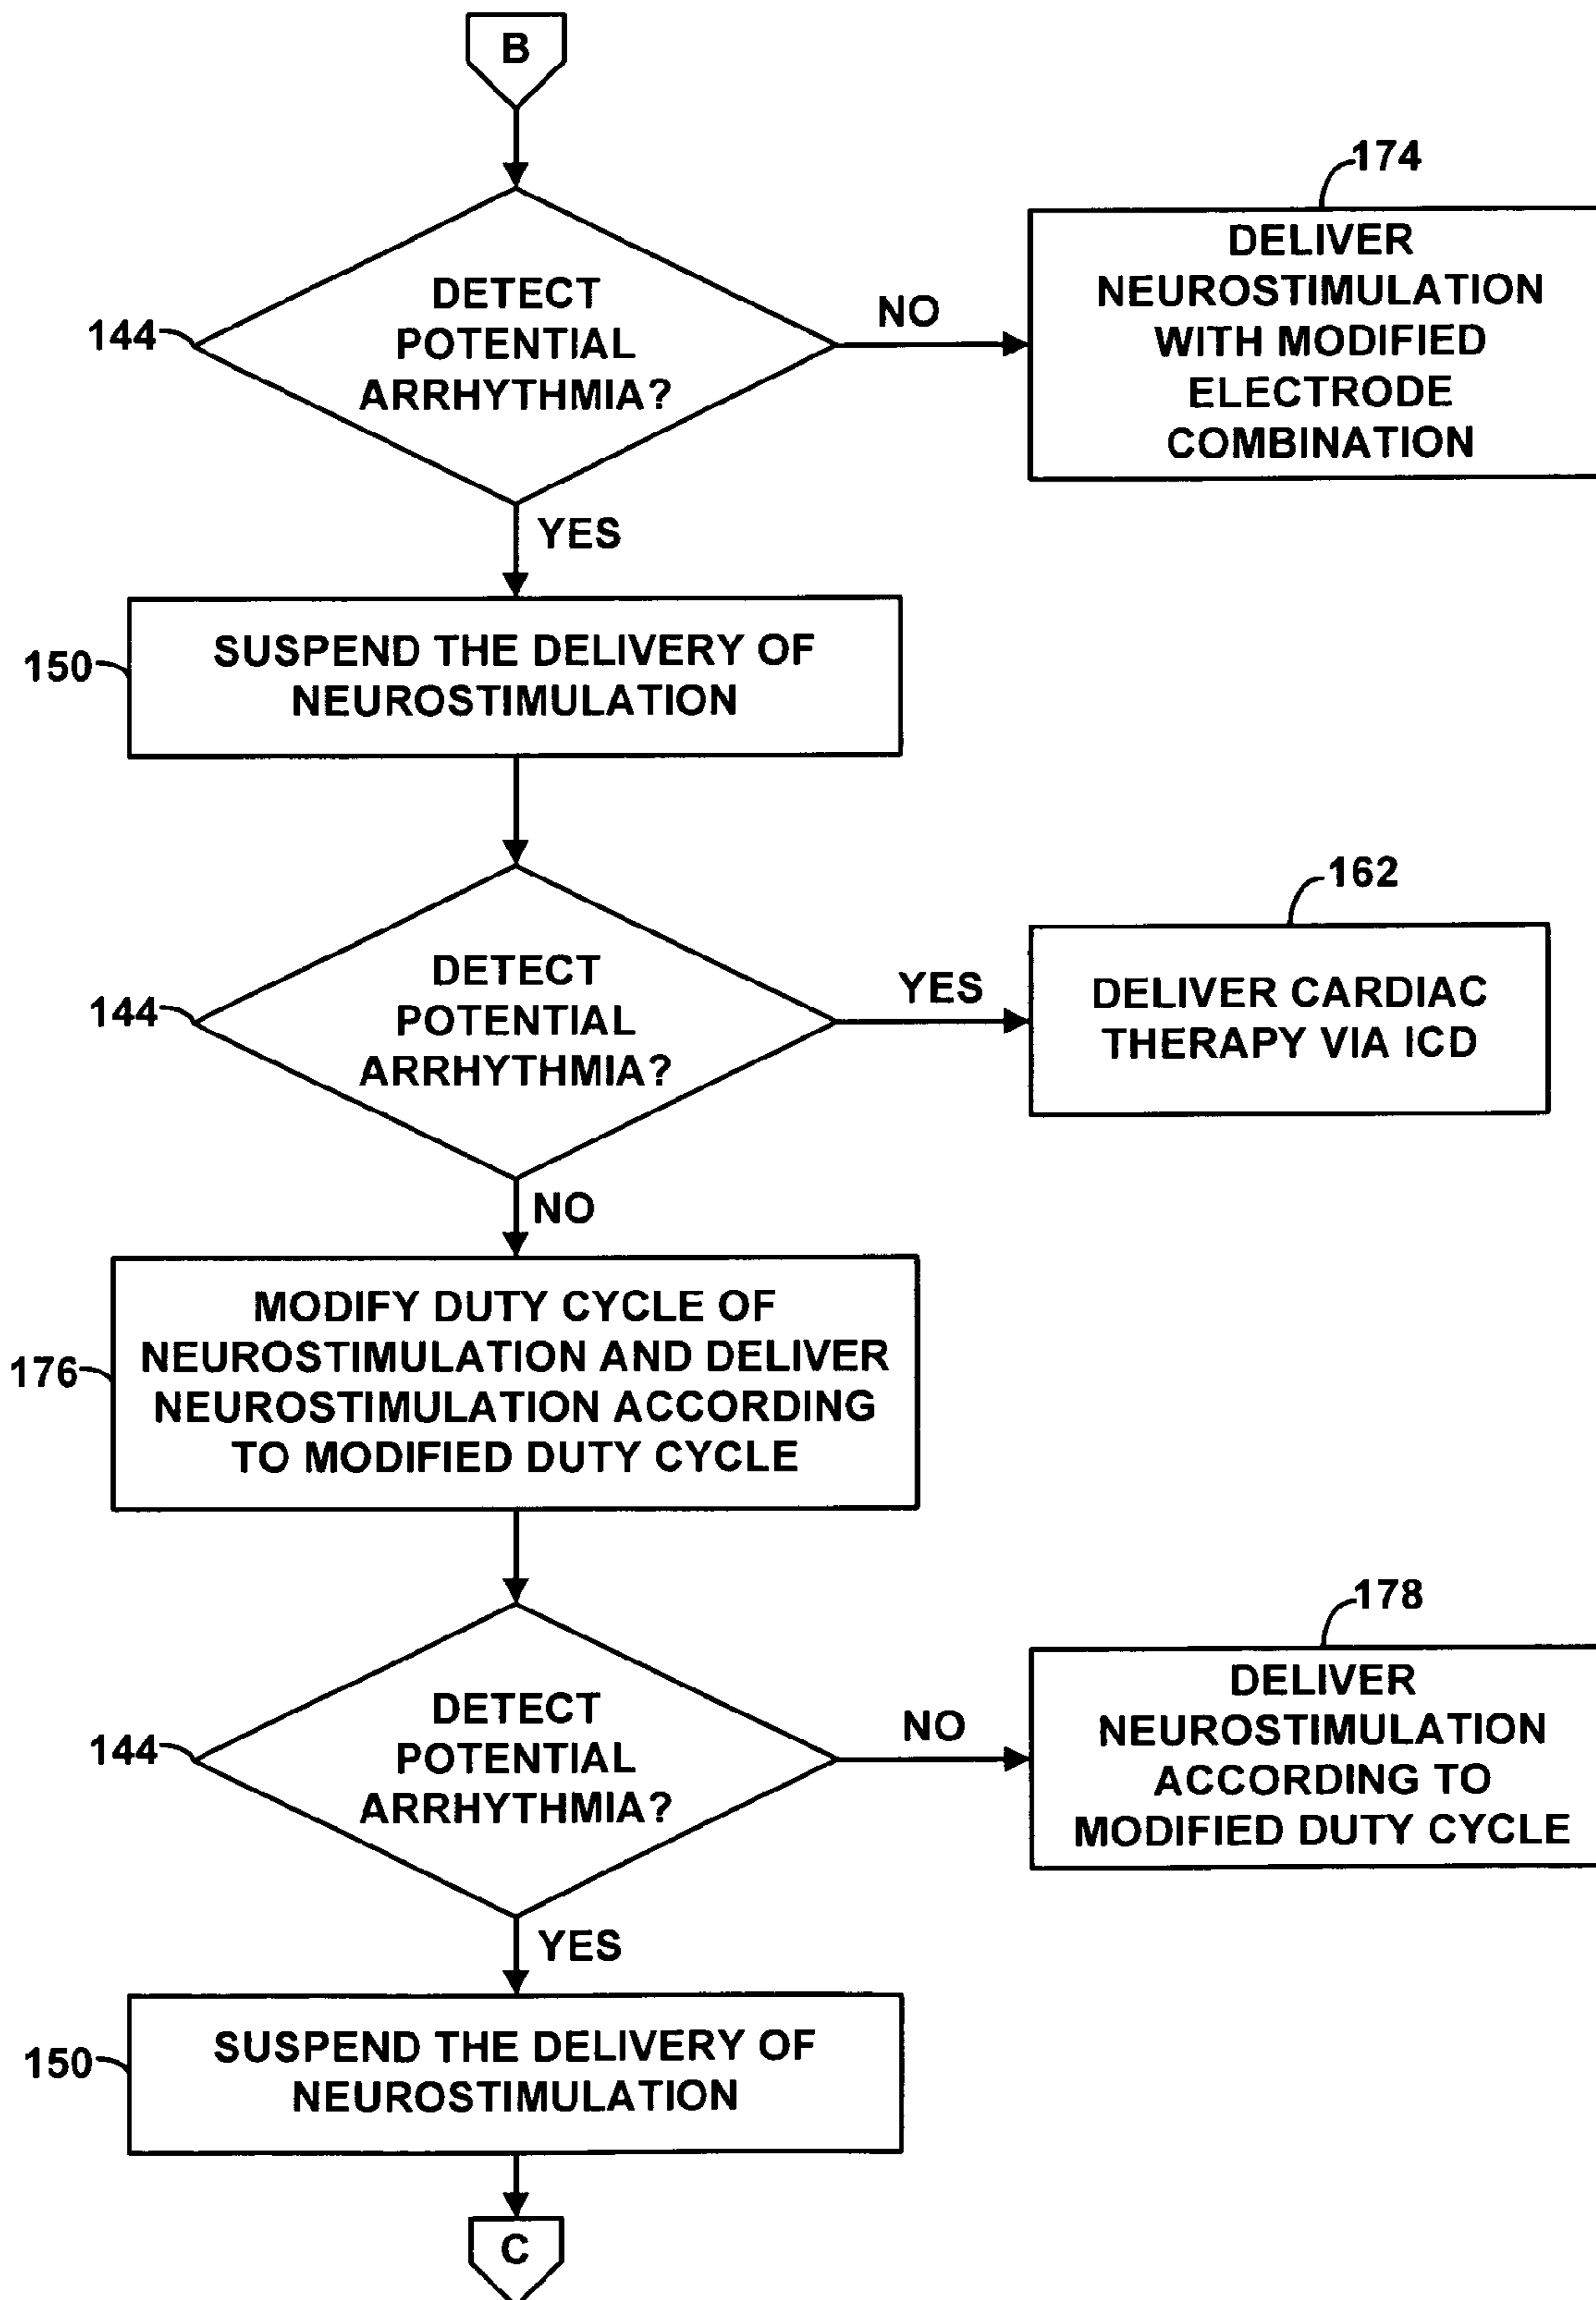 B
174
DELIVER
NEUROSTIMULATION
WITH MODIFIED
ELECTRODE
COMBINATION
144
DETECT
POTENTIAL
ARRHYTHMIA?
NO
YES
150
SUSPEND THE DELIVERY OF
NEUROSTIMULATION
162
144
DETECT
POTENTIAL
ARRHYTHMIA?
YES
DELIVER CARDIAC
THERAPY VIA ICD
NO
176
MODIFY DUTY CYCLE OF
NEUROSTIMULATION AND DELIVER
NEUROSTIMULATION ACCORDING
TO MODIFIED DUTY CYCLE
178
144
DETECT
POTENTIAL
ARRHYTHMIA?
NO
DELIVER
NEUROSTIMULATION
ACCORDING TO
MODIFIED DUTY CYCLE
YES
150
SUSPEND THE DELIVERY OF
NEUROSTIMULATION
C